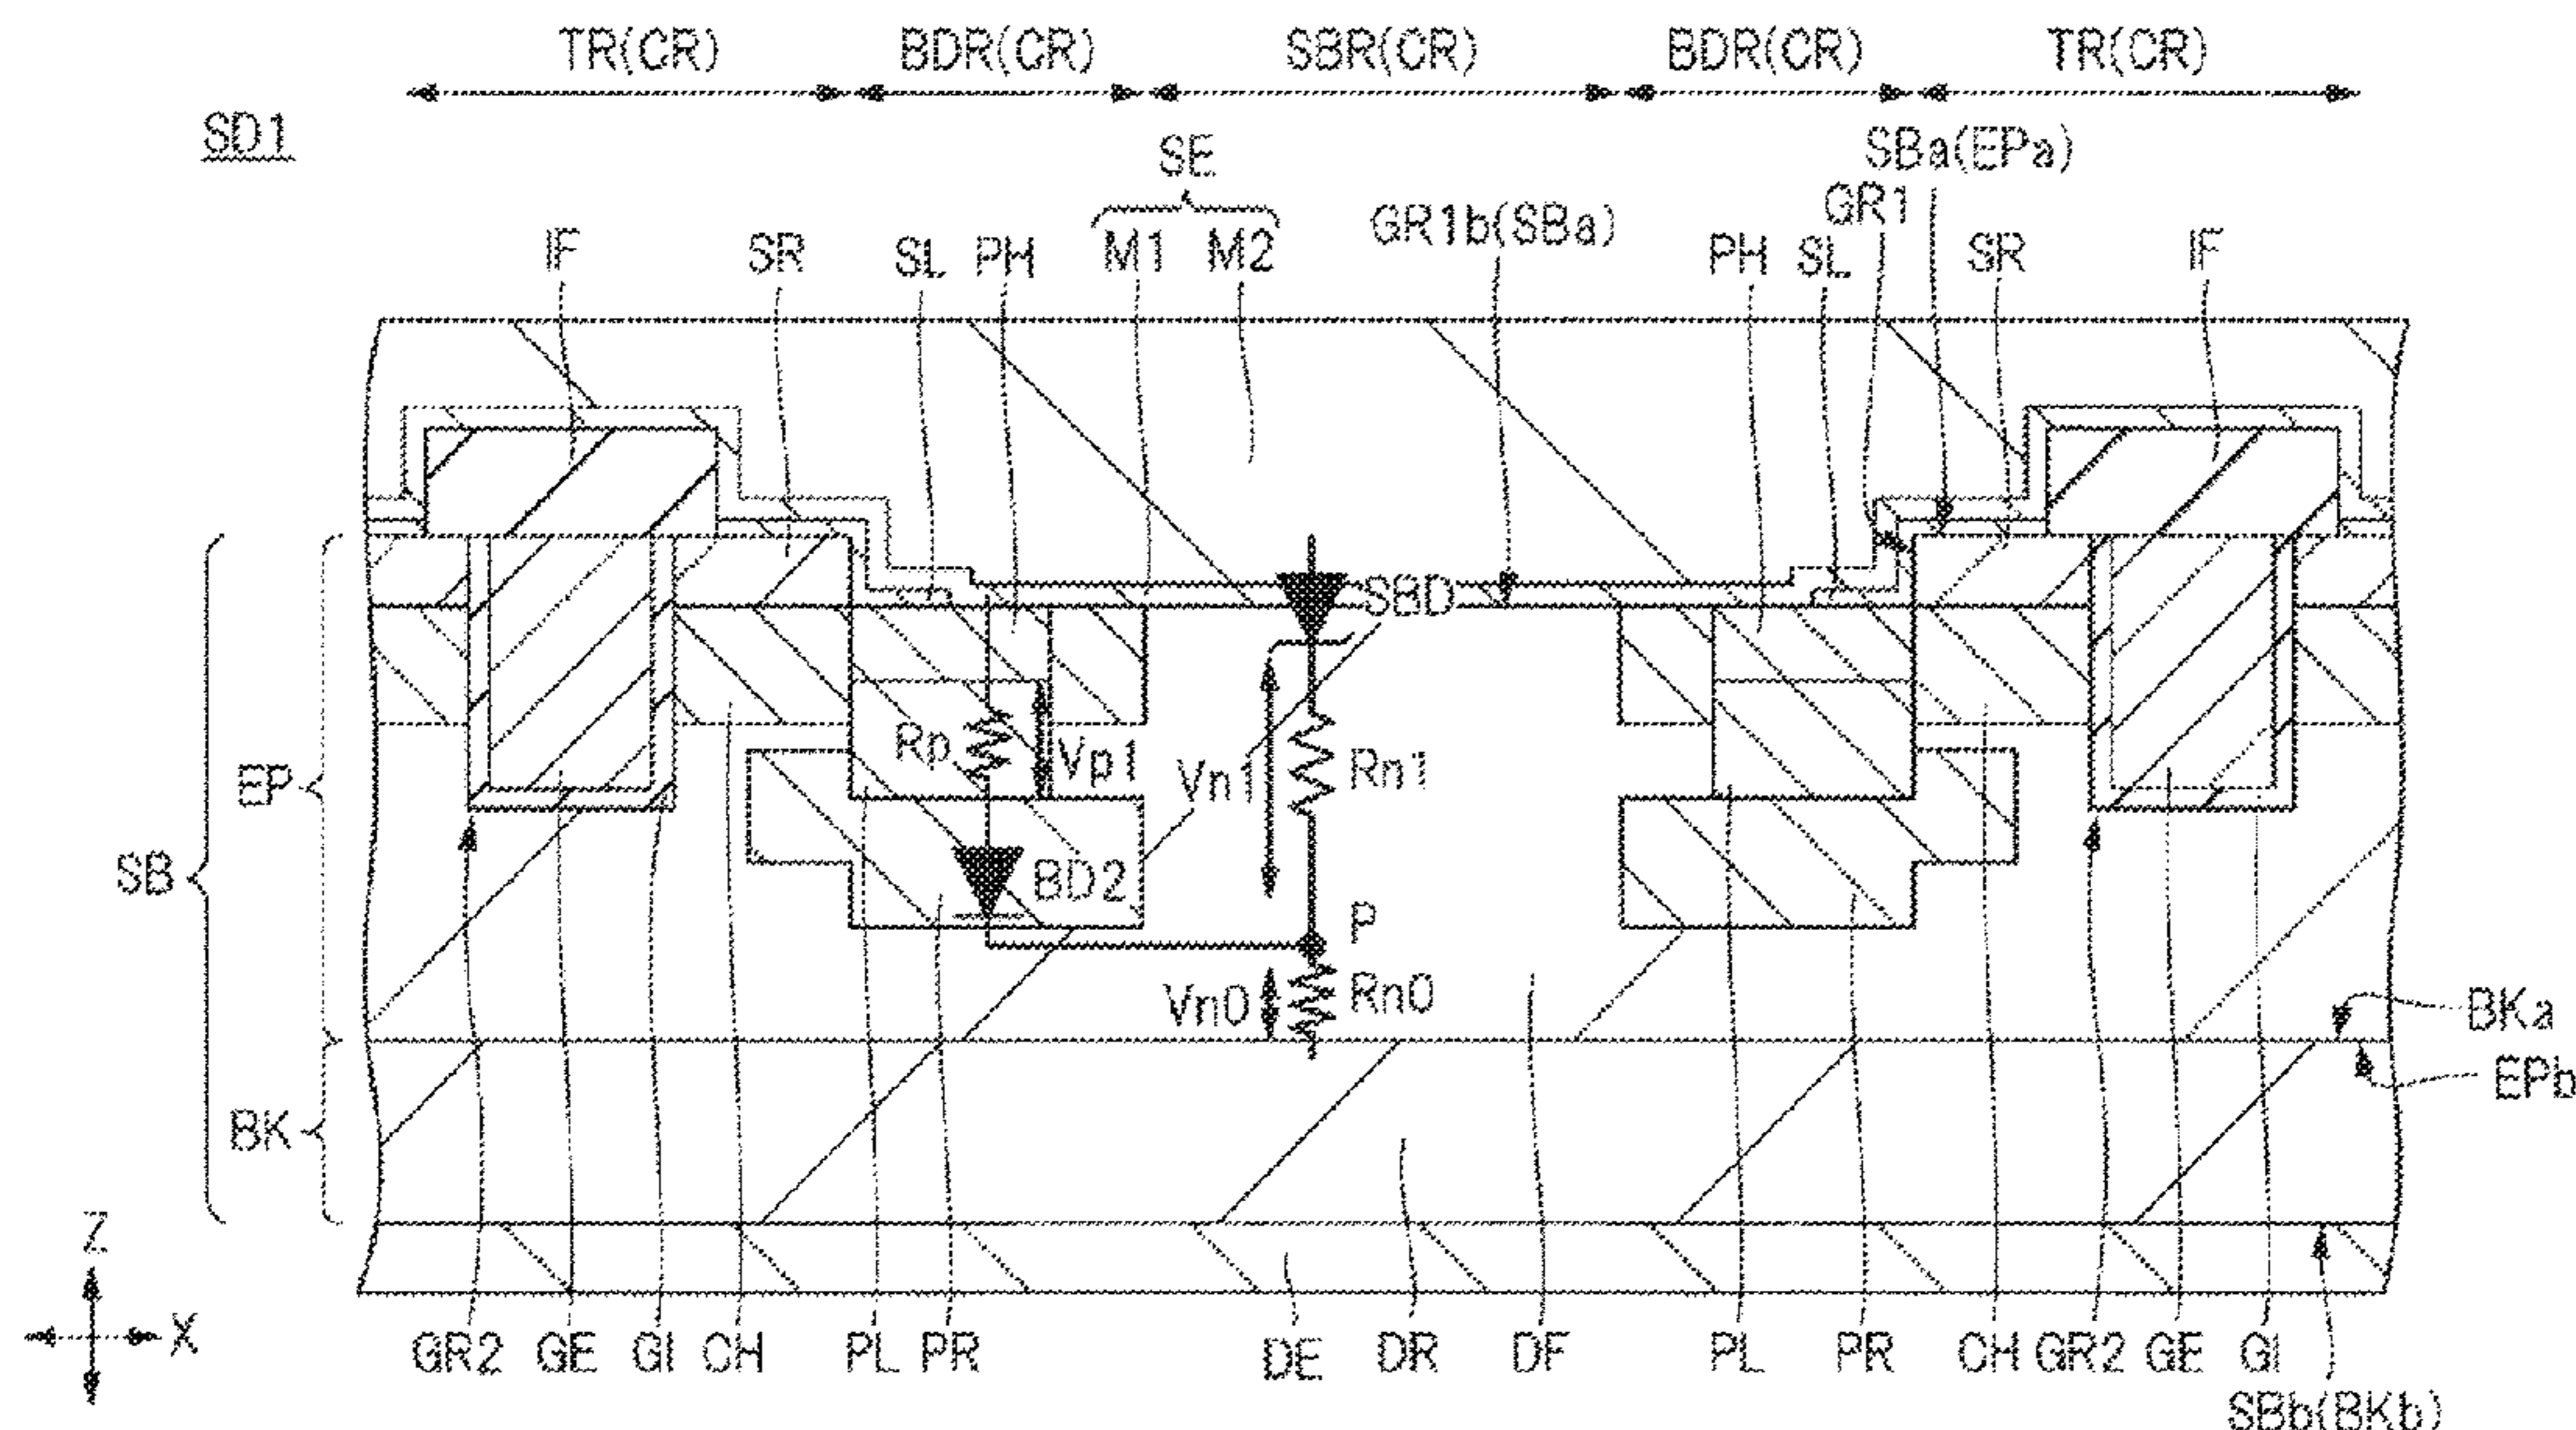 TR(CR) BDR(CR) SBR(CR) BDR(CR) TR(CR)
SD1
SE
SBa(EPa)
GR1
GR1b(SBa)
IF SR SL PH M1 M2 PH SL SR IF
SBD
EP
Rp Vp1 Vn1 Rn1
SB
BD2
P
Vn0 Rn0
BKa
EPb
BK
Z
X
GR2 GE GI CH PL PR DE DR DF PL PR CH GR2 GE GI
SBb(BKb)